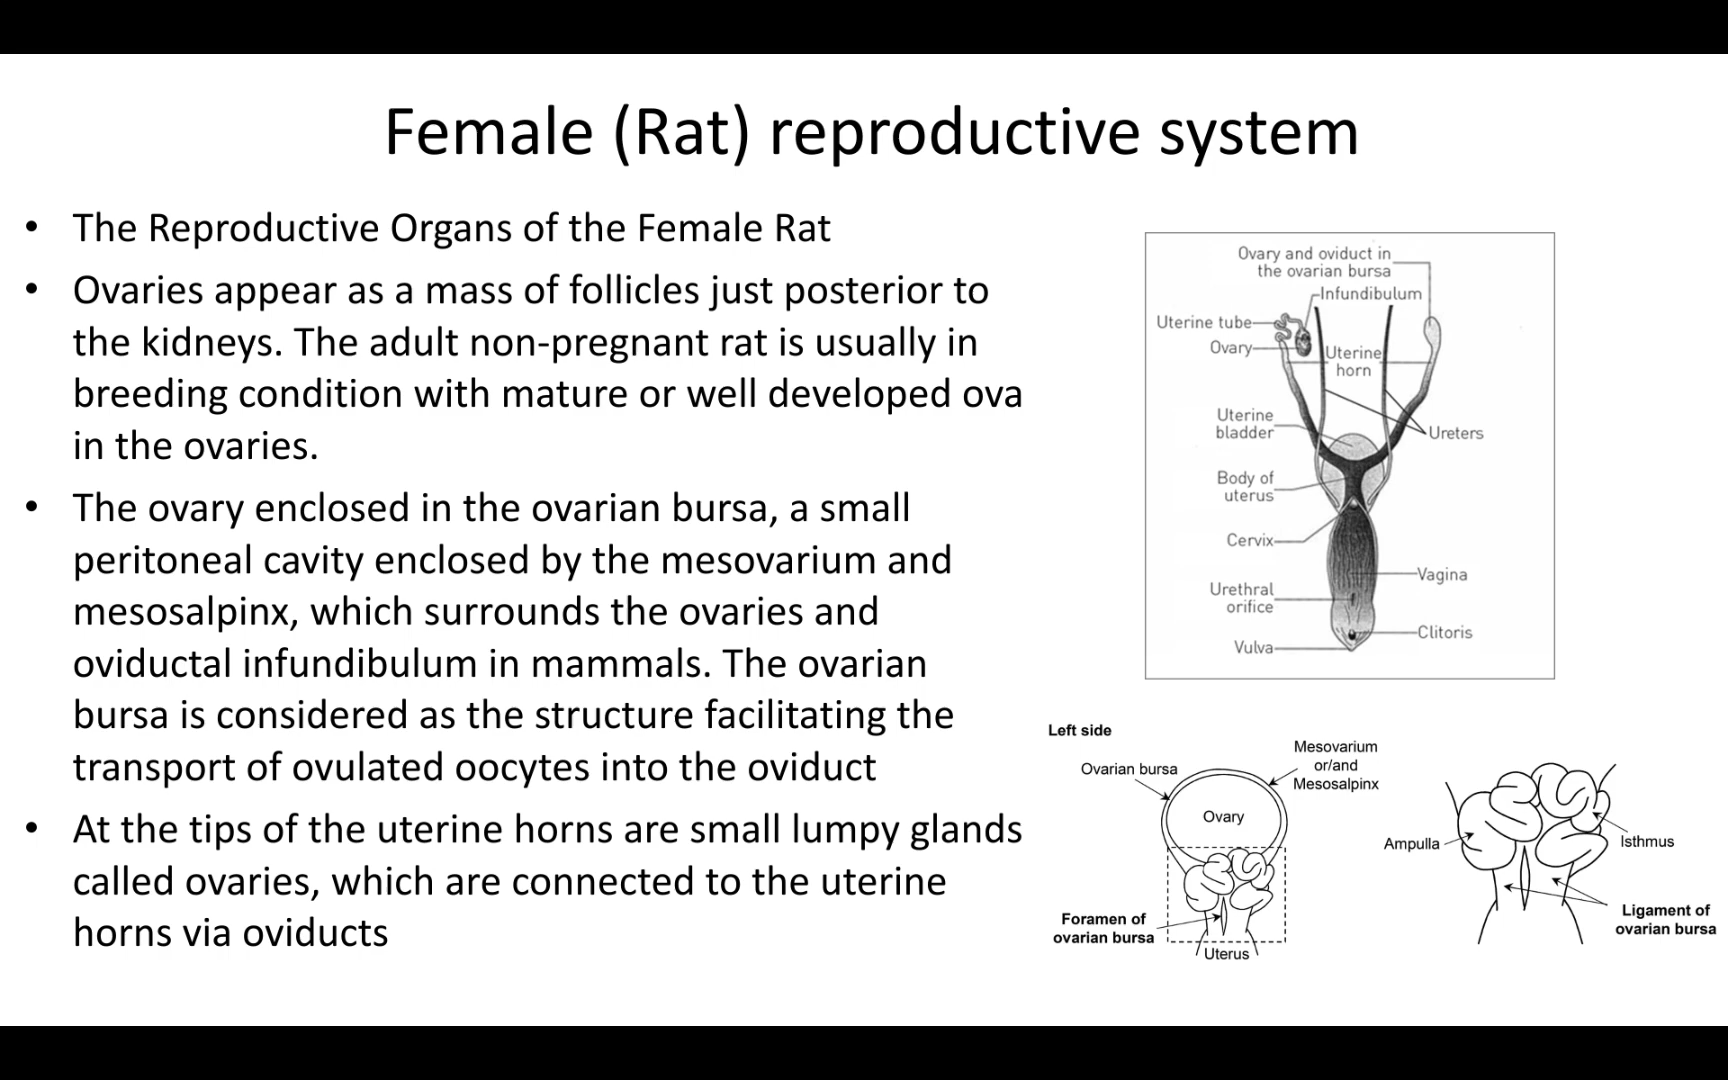 Female (Rat) reproductive system
• The Reproductive Organs of the Female Rat
• Ovaries appear as a mass of follicles just posterior to
the kidneys. The adult non-pregnant rat is usually in
breeding condition with mature or well developed ova
in the ovaries.
• The ovary enclosed in the ovarian bursa, a small
peritoneal cavity enclosed by the mesovarium and
mesosalpinx, which surrounds the ovaries and
oviductal infundibulum in mammals. The ovarian
bursa is considered as the structure facilitating the
transport of ovulated oocytes into the oviduct
• At the tips of the uterine horns are small lumpy glands
called ovaries, which are connected to the uterine
horns via oviducts
Ovary and oviduct in
the ovarian bursa
Infundibulum
Uterine tube
Ovary
Uterine
horn
Uterine
bladder
Ureters
Body of
uterus
Cervix
Vagina
Urethral
orifice
Clitoris
Vulva
Left side
Ovarian bursa
Mesovarium
or/and
Mesosalpinx
Ovary
Foramen of
ovarian bursa
Uterus
Ampulla
Isthmus
Ligament of
ovarian bursa